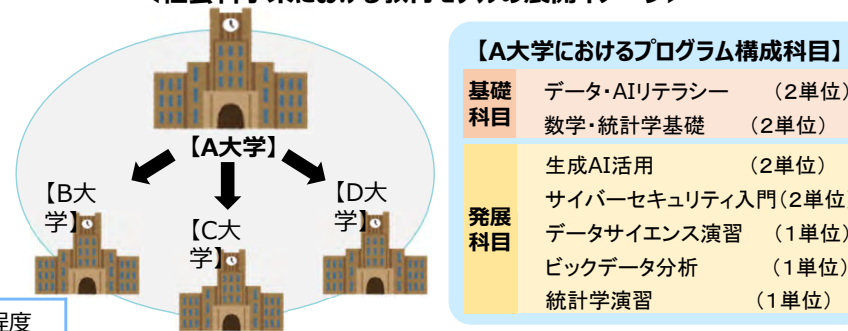 【A大学】
【B大
学】
【C大
学】
【D大
学】
程度
【A大学におけるプログラム構成科目】
基礎
科目
データ・AIリテラシー (2単位)
数学・統計学基礎 (2単位)
発展
科目
生成AI活用 (2単位)
サイバーセキュリティ入門(2単位)
データサイエンス演習 (1単位)
ビックデータ分析 (1単位)
統計学演習 (1単位)